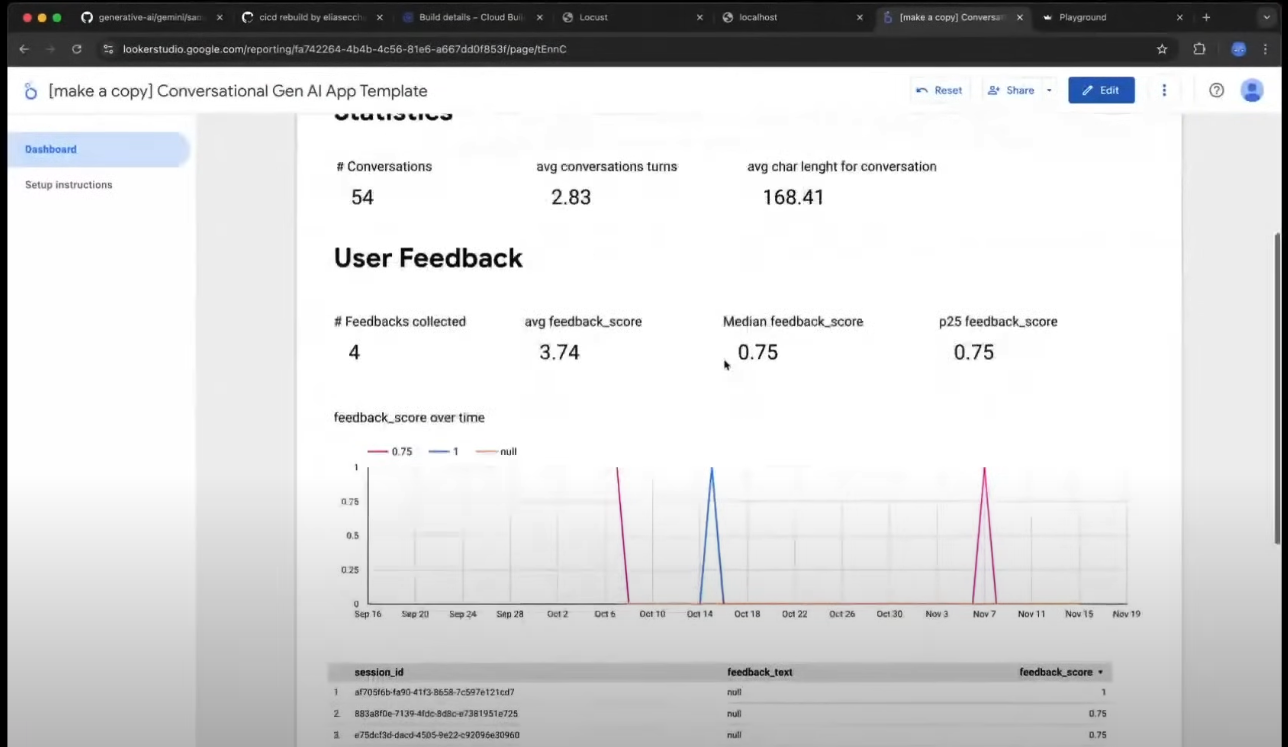 generative-ai/gemini/sam
cicd rebuild by eliasecchi
Build details – Cloud Buil
Locust
localhost
[make a copy] Conversat
Playground
lookerstudio.google.com/reporting/fa742264-4b4b-4c56-81e6-a667dd0f853f/page/tEnnC
[make a copy] Conversational Gen AI App Template
Reset
Share
Edit
Dashboard
Setup instructions
Statistics
# Conversations avg conversations turns avg char lenght for conversation
54 2.83 168.41
User Feedback
# Feedbacks collected avg feedback_score Median feedback_score p25 feedback_score
4 3.74 0.75 0.75
feedback_score over time
0.75 1 null
1
0.75
0.5
0.25
0
Sep 16 Sep 20 Sep 24 Sep 28 Oct 2 Oct 6 Oct 10 Oct 14 Oct 18 Oct 22 Oct 26 Oct 30 Nov 3 Nov 7 Nov 11 Nov 15 Nov 19
session_id feedback_text feedback_score
1 af705f6b-fa90-41f3-8658-7c597e121cd7 null 1
2. 883a8f0e-7139-4fdc-8d8c-e7381951e725 null 0.75
3. e75dcf3d-dacd-4505-9e22-c92096e30960 null 0.75